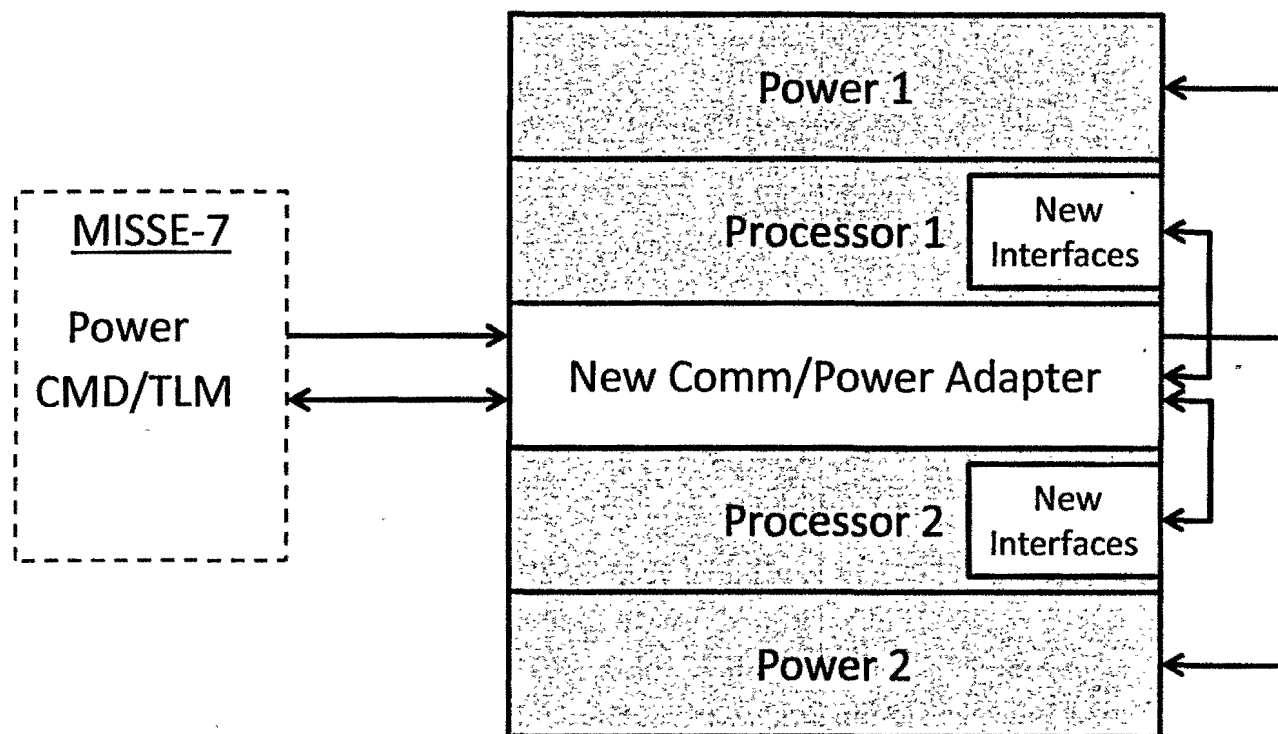 Power 1
Processor 1
New
Interfaces
MISSE-7
Power
CMD/TLM
New Comm/Power Adapter
Processor 2
New
Interfaces
Power 2